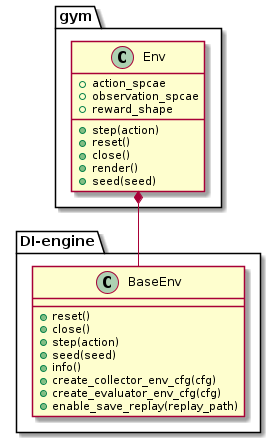 gym
C Env
action_spcae
observation_spcae
reward_shape
step(action)
reset()
close()
render()
seed(seed)
DI-engine
C BaseEnv
reset()
close()
step(action)
seed(seed)
info()
create_collector_env_cfg(cfg)
create_evaluator_env_cfg(cfg)
enable_save_replay(replay_path)